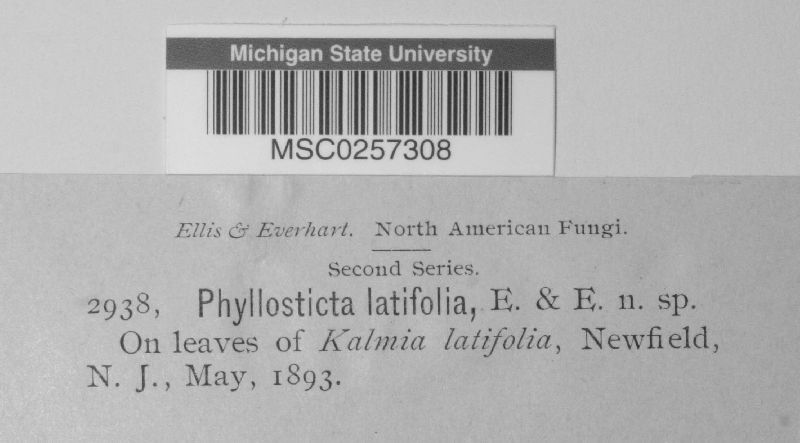 Michigan State University
MSC0257308
Ellis & Everhart. North American Fungi.
Second Series.
2938, Phyllosticta latifolia, E. & E. n. sp.
On leaves of Kalmia latifolia, Newfield,
N. J., May, 1893.